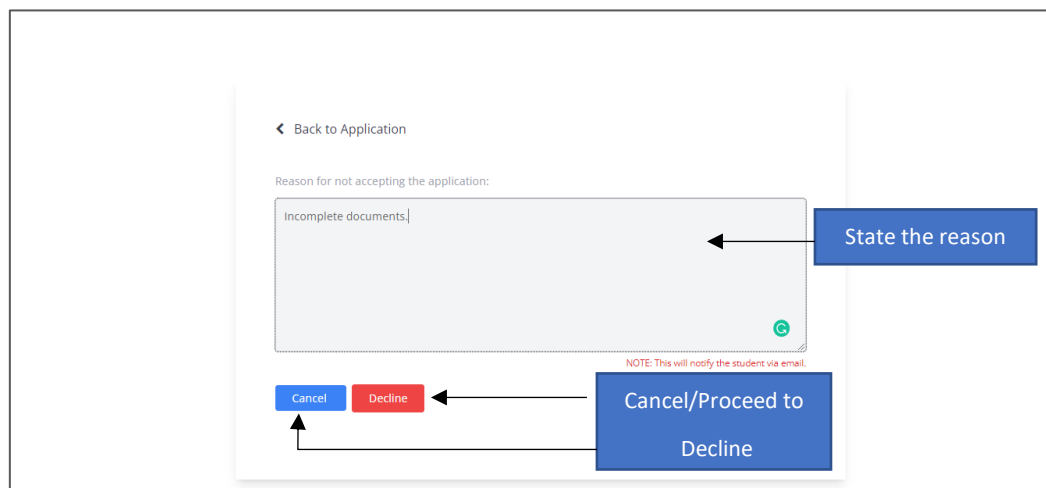 Back to Application
Reason for not accepting the application:
Incomplete documents.
State the reason
NOTE: This will notify the student via email.
Cancel
Decline
Cancel/Proceed to
Decline